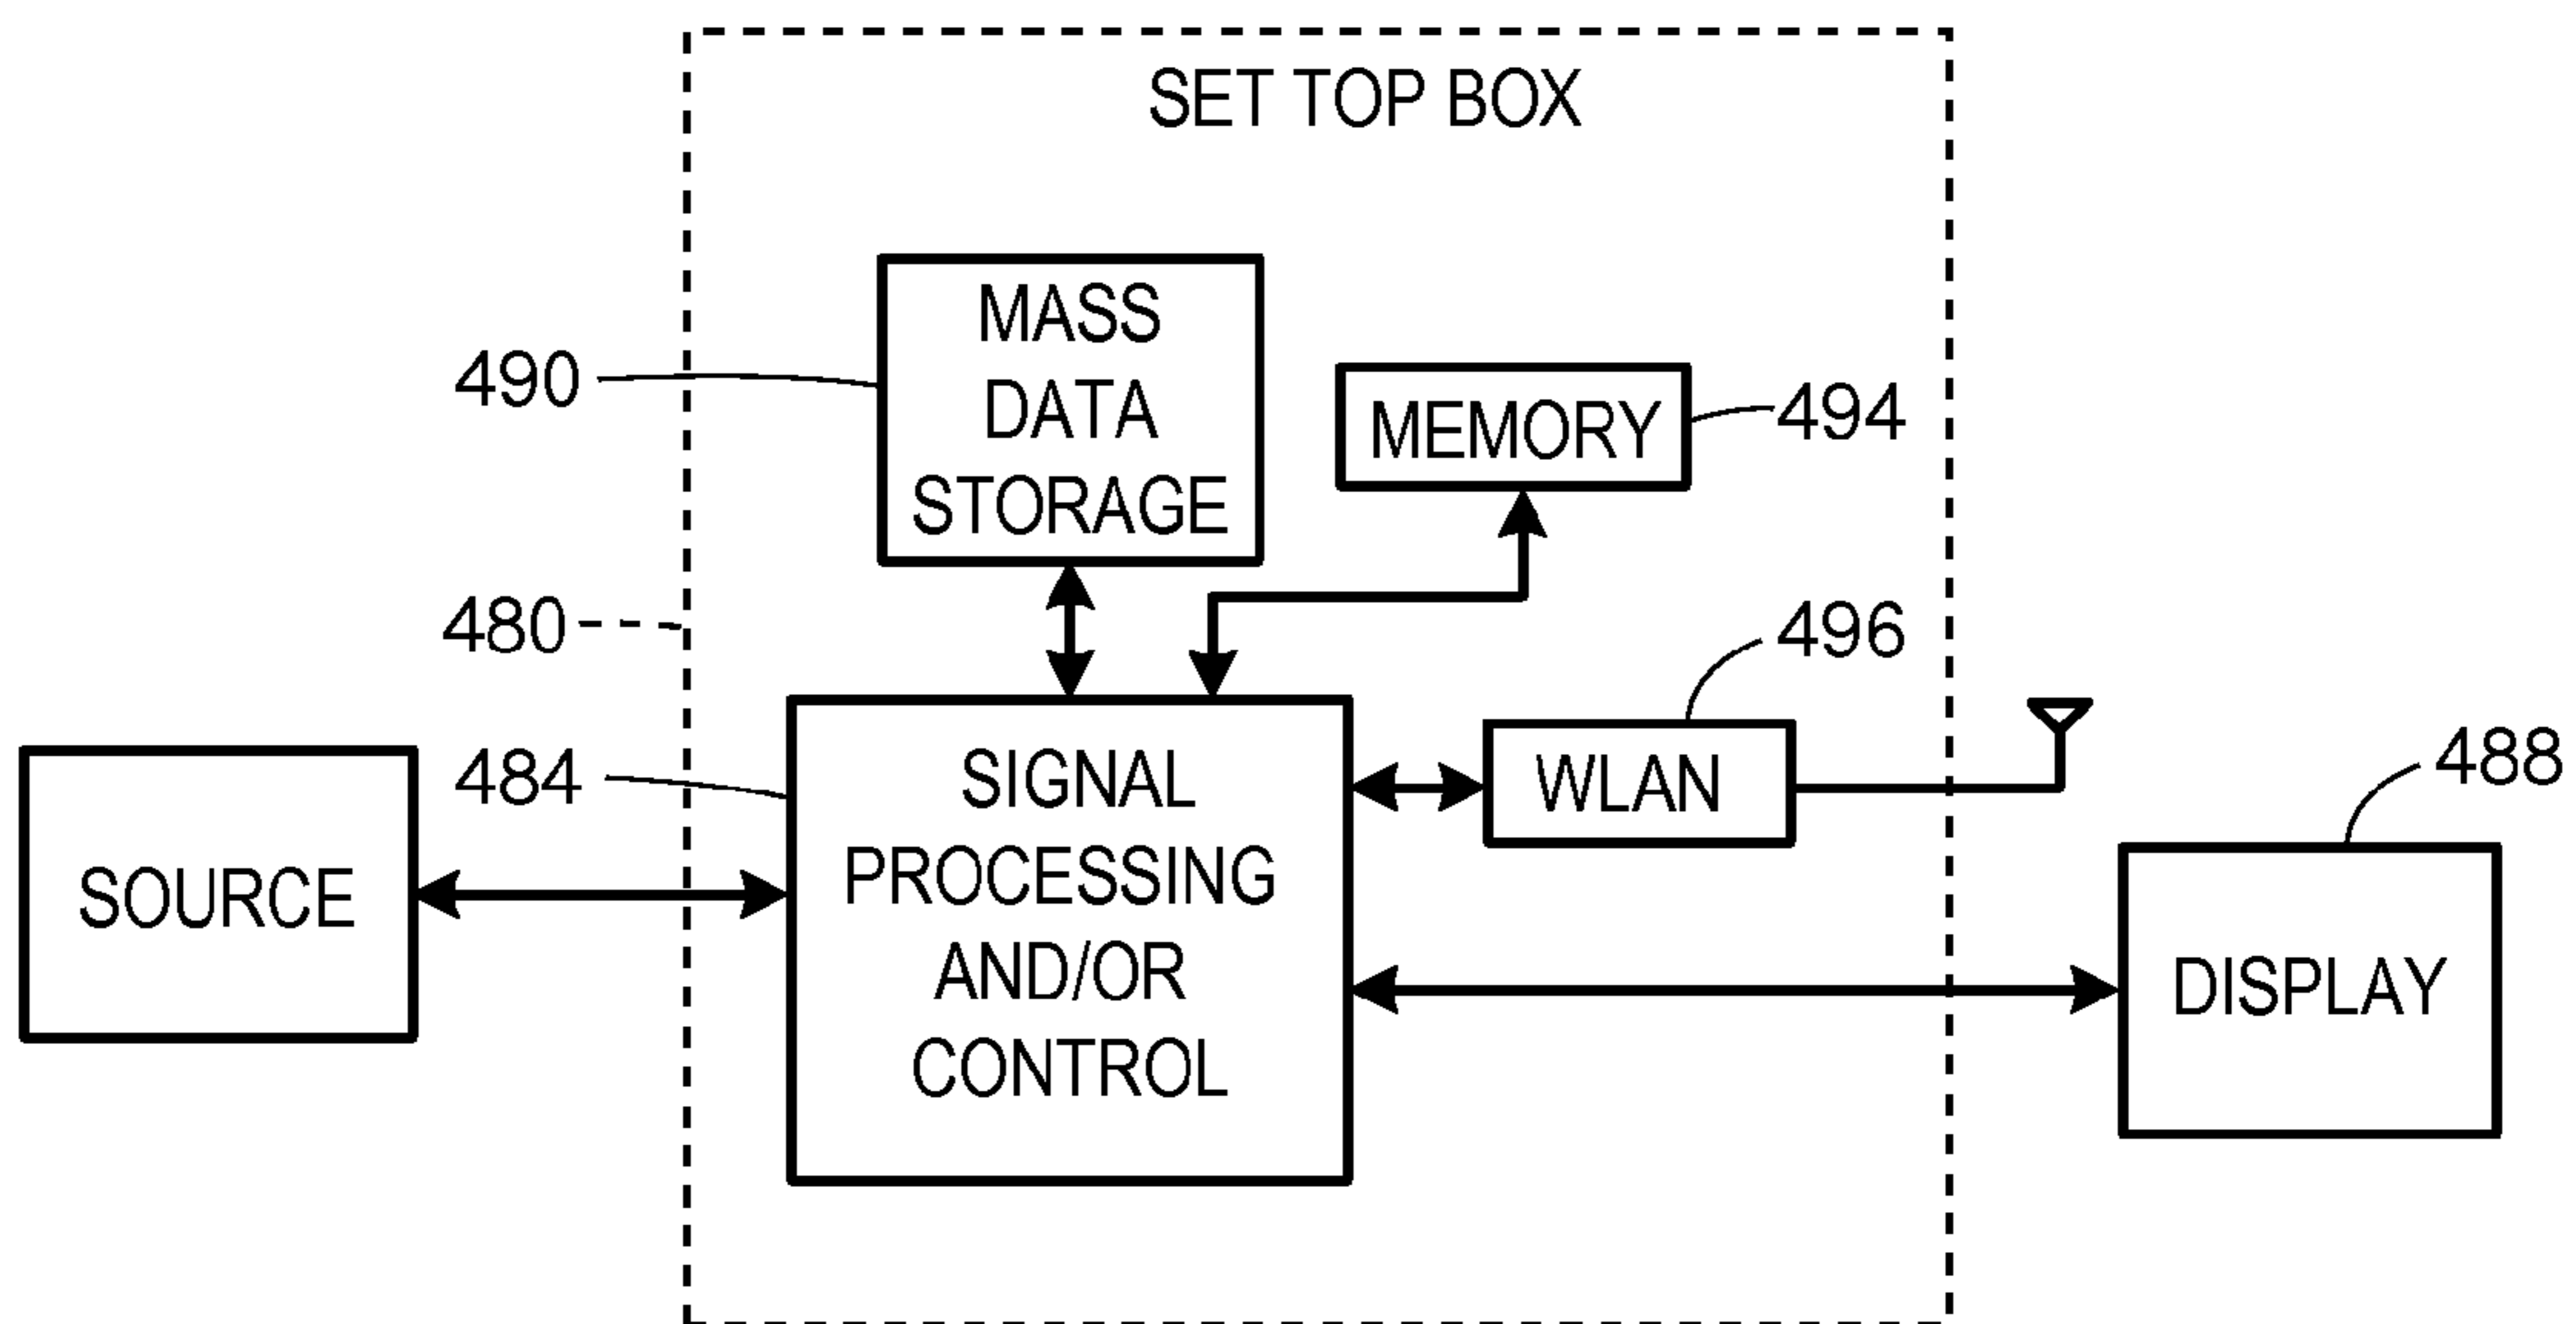 SET TOP BOX
MASS
DATA
STORAGE
490
MEMORY
494
480
496
484
SIGNAL
PROCESSING
AND/OR
CONTROL
WLAN
488
SOURCE
DISPLAY